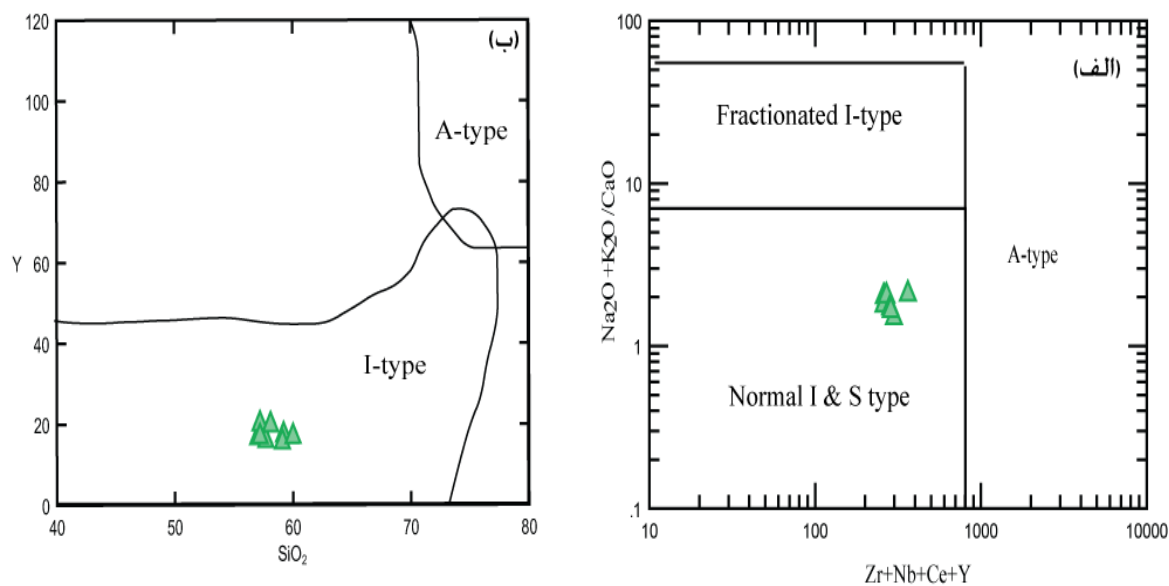 (ب)
120
100
80
60
40
20
0
Y
40
50
60
70
80
SiO₂
A-type
I-type
(الف)
100
10
1
.1
Na₂O+K₂O/CaO
10
100
1000
10000
Zr+Nb+Ce+Y
Fractionated I-type
A-type
Normal I & S type